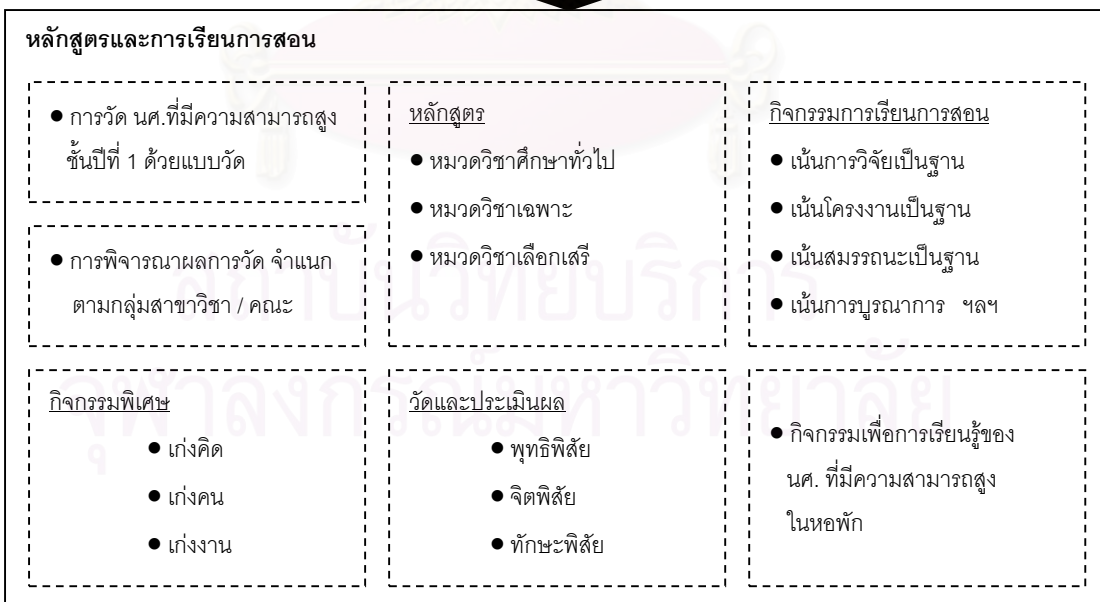 หลักสูตรและการเรียนการสอน
● การวัด นศ.ที่มีความสามารถสูง
ชั้นปีที่ 1 ด้วยแบบวัด
● การพิจารณาผลการวัด จำแนก
ตามกลุ่มสาขาวิชา / คณะ
หลักสูตร
● หมวดวิชาศึกษาทั่วไป
● หมวดวิชาเฉพาะ
● หมวดวิชาเลือกเสรี
กิจกรรมการเรียนการสอน
● เน้นการวิจัยเป็นฐาน
● เน้นโครงงานเป็นฐาน
● เน้นสมรรถนะเป็นฐาน
● เน้นการบูรณาการ ฯลฯ
กิจกรรมพิเศษ
● เก่งคิด
● เก่งคน
● เก่งงาน
วัดและประเมินผล
● พุทธิพิสัย
● จิตพิสัย
● ทักษะพิสัย
● กิจกรรมเพื่อการเรียนรู้ของ
นศ. ที่มีความสามารถสูง
ในหอพัก
สถาบันวิทยบริการ
จุฬาลงกรณ์มหาวิทยาลัย